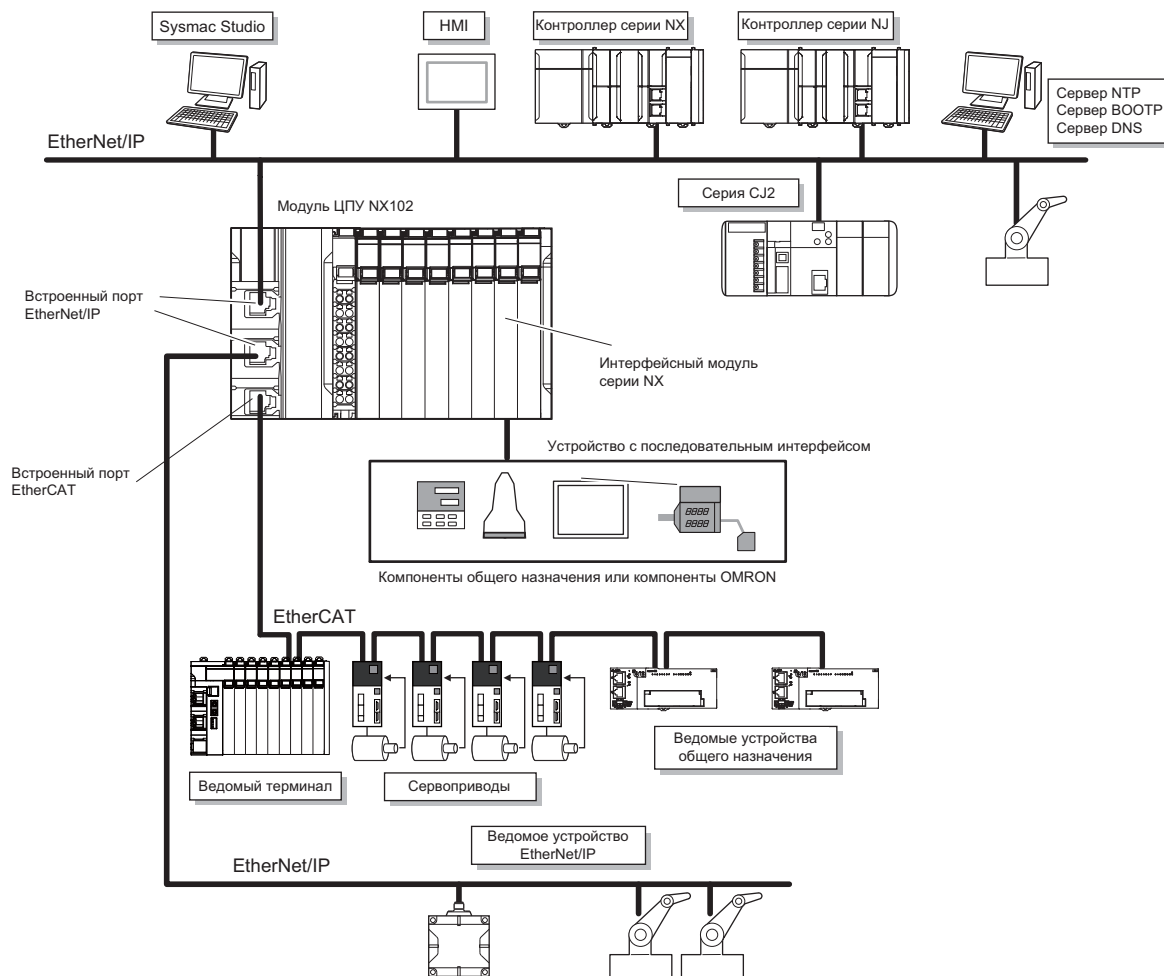 Sysmac Studio
HMI
Контроллер серии NX
Контроллер серии NJ
Сервер NTP
Сервер BOOTP
Сервер DNS
EtherNet/IP
Серия CJ2
Модуль ЦПУ NX102
Встроенный порт
EtherNet/IP
Интерфейсный модуль
серии NX
Устройство с последовательным интерфейсом
Встроенный порт
EtherCAT
8888
8888
Компоненты общего назначения или компоненты OMRON
EtherCAT
Ведомые устройства
общего назначения
Ведомый терминал
Сервоприводы
Ведомое устройство
EtherNet/IP
EtherNet/IP